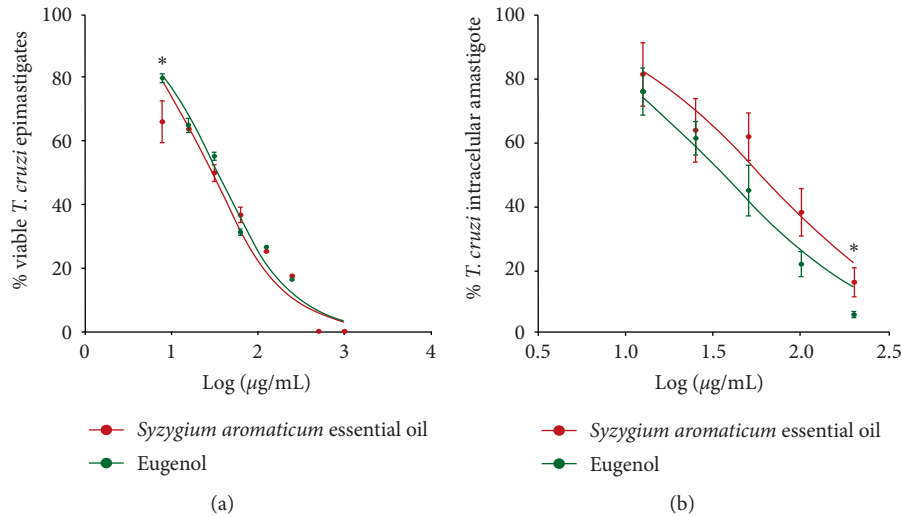 100
80
60
40
20
0
% viable T. cruzi epimastigates
*
0 1 2 3 4
Log (μg/mL)
Syzygium aromaticum essential oil
Eugenol
(a)
100
80
60
40
20
0
% T. cruzi intracelular amastigote
*
0.5 1.0 1.5 2.0 2.5
Log (μg/mL)
Syzygium aromaticum essential oil
Eugenol
(b)